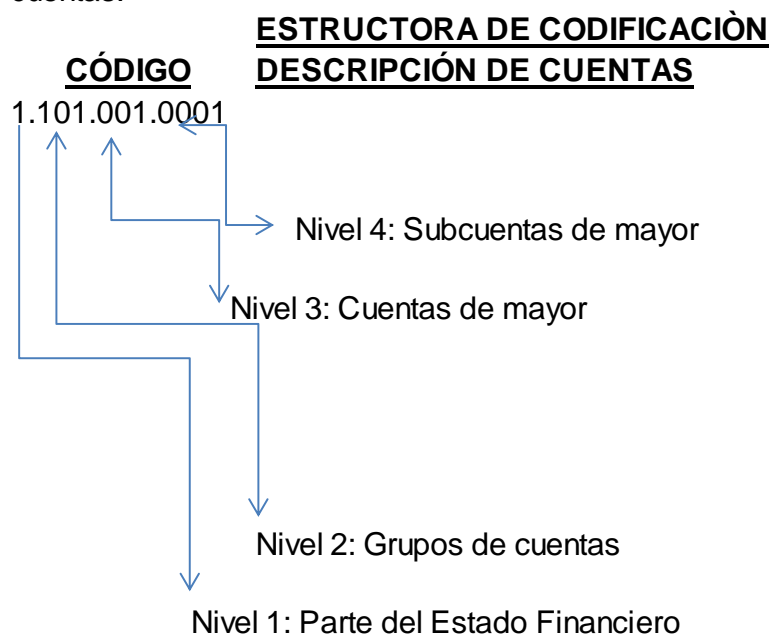 cuentas.
ESTRUCTORA DE CODIFICACIÒN
CÓDIGO DESCRIPCIÓN DE CUENTAS
1.101.001.0001
Nivel 4: Subcuentas de mayor
Nivel 3: Cuentas de mayor
Nivel 2: Grupos de cuentas
Nivel 1: Parte del Estado Financiero